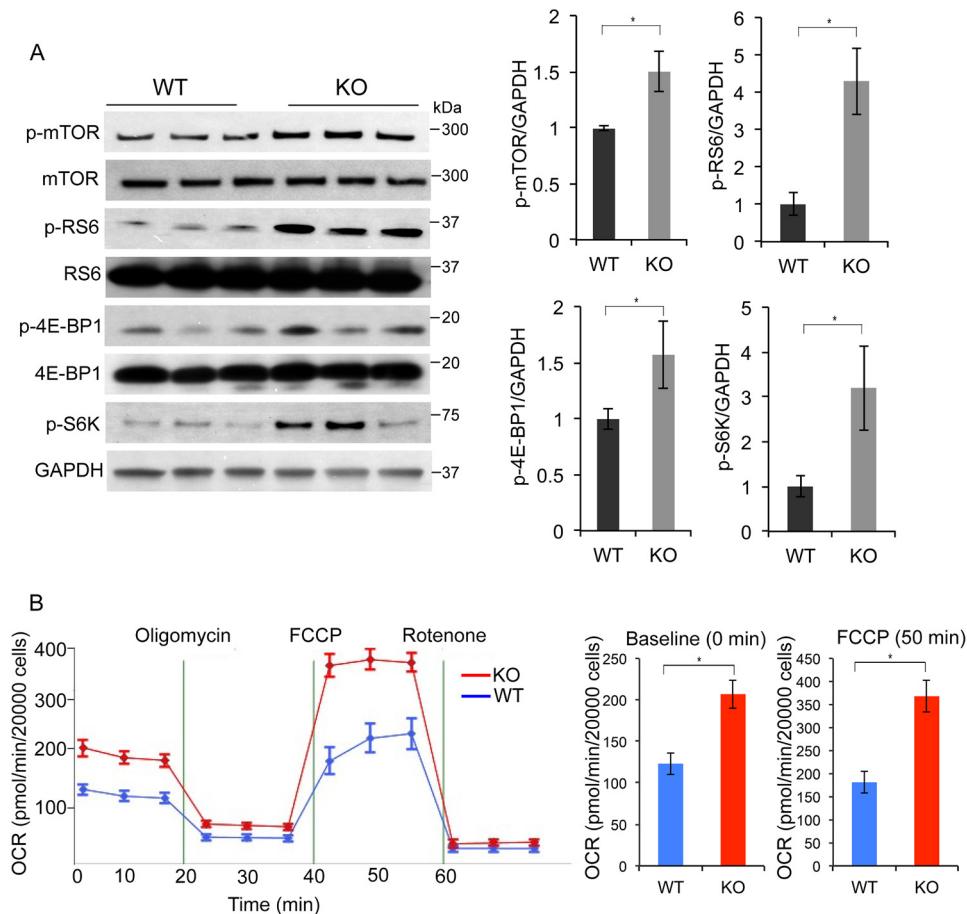 A
WT KO
kDa
p-mTOR 300
mTOR 300
p-RS6 37
RS6 37
p-4E-BP1 20
4E-BP1 20
p-S6K 75
GAPDH 37
p-mTOR/GAPDH
2
1.5
1
0.5
0
*
WT KO
p-RS6/GAPDH
6
5
4
3
2
1
0
*
WT KO
p-4E-BP1/GAPDH
2
1.5
1
0.5
0
*
WT KO
p-S6K/GAPDH
5
4
3
2
1
0
*
WT KO
B
OCR (pmol/min/20000 cells)
400
300
200
100
Oligomycin FCCP Rotenone
KO
WT
0 10 20 30 40 50 60 70
Time (min)
Baseline (0 min)
OCR (pmol/min/20000 cells)
250
200
150
100
50
0
*
WT KO
FCCP (50 min)
OCR (pmol/min/20000 cells)
450
400
350
300
250
200
150
100
50
0
*
WT KO